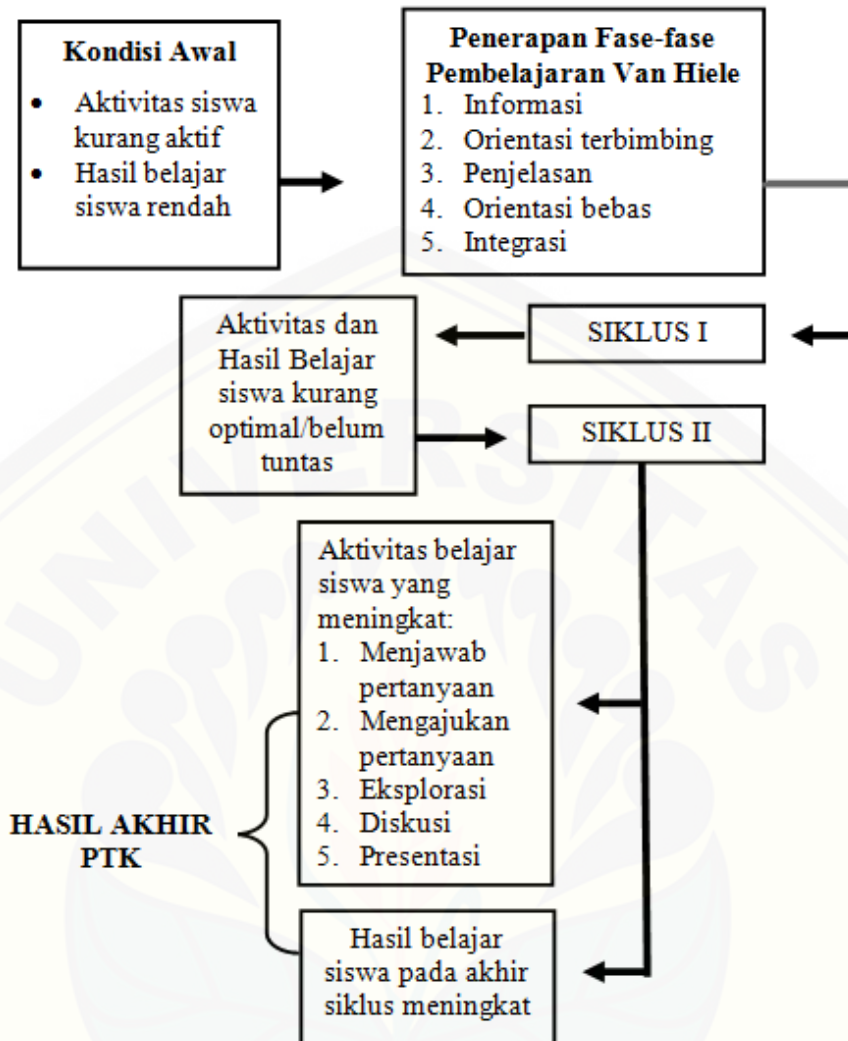 Kondisi Awal
• Aktivitas siswa
kurang aktif
• Hasil belajar
siswa rendah
Penerapan Fase-fase
Pembelajaran Van Hiele
1. Informasi
2. Orientasi terbimbing
3. Penjelasan
4. Orientasi bebas
5. Integrasi
SIKLUS I
Aktivitas dan
Hasil Belajar
siswa kurang
optimal/belum
tuntas
SIKLUS II
Aktivitas belajar
siswa yang
meningkat:
1. Menjawab
pertanyaan
2. Mengajukan
pertanyaan
3. Eksplorasi
4. Diskusi
5. Presentasi
HASIL AKHIR
PTK
Hasil belajar
siswa pada akhir
siklus meningkat
UNIVERSITAS